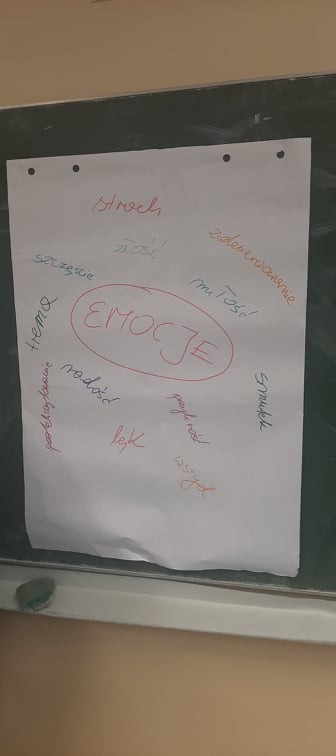 strach
złość
zdenerwowanie
szczęście
miłość
EMOCJE
trema
radość
smutek
lęk
wstyd